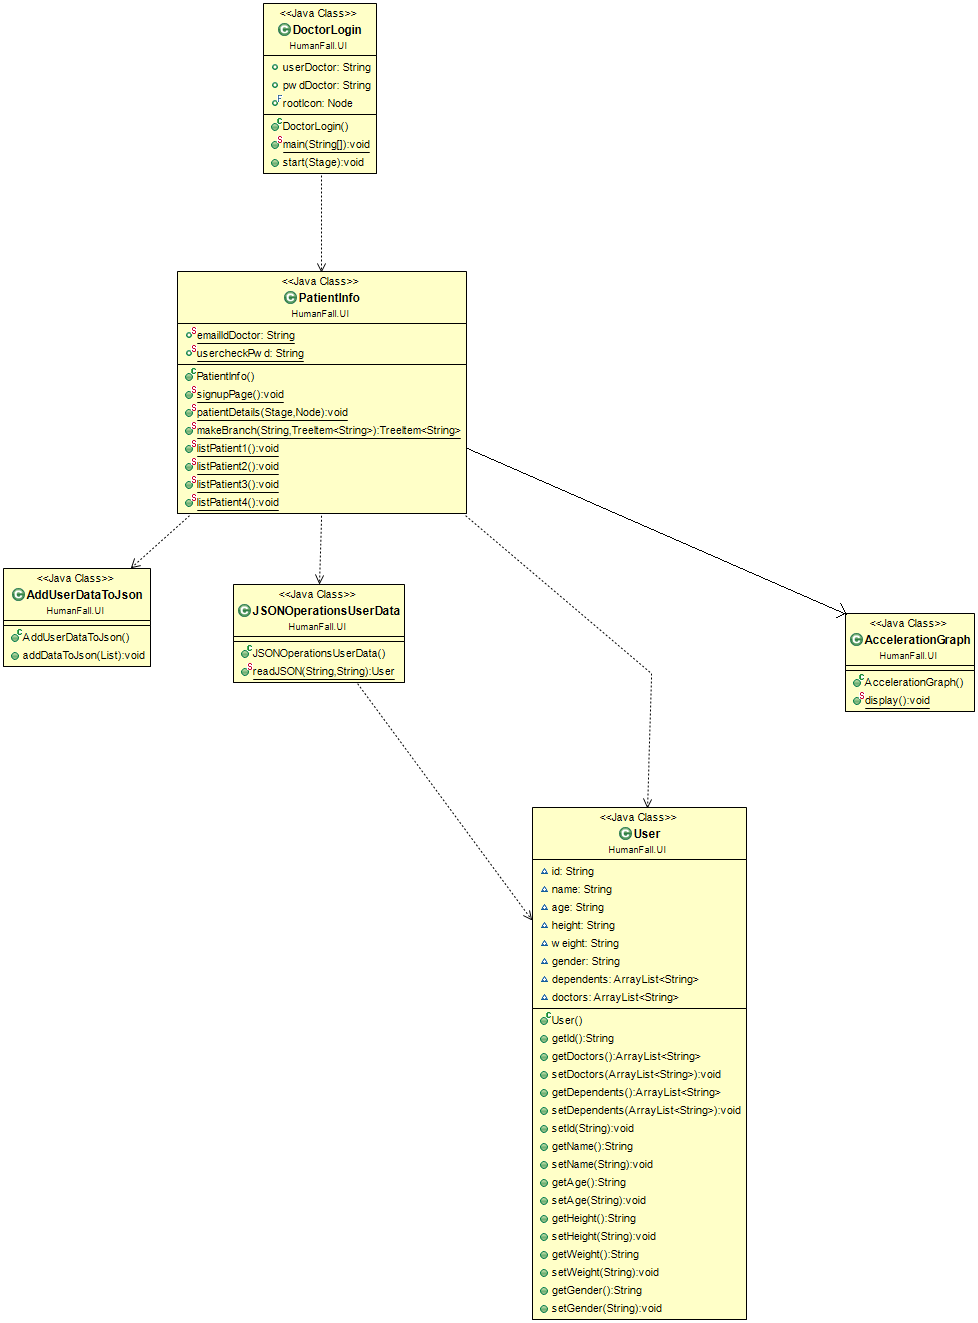 <<Java Class>>
DoctorLogin
HumanFall.UI
userDoctor: String
pwdDoctor: String
rootIcon: Node
DoctorLogin()
main(String[]):void
start(Stage):void
<<Java Class>>
PatientInfo
HumanFall.UI
emailIdDoctor: String
usercheckPwd: String
PatientInfo()
signupPage():void
patientDetails(Stage,Node):void
makeBranch(String,TreeItem<String>):TreeItem<String>
listPatient1():void
listPatient2():void
listPatient3():void
listPatient4():void
<<Java Class>>
AddUserDataToJson
HumanFall.UI
AddUserDataToJson()
addDataToJson(List):void
<<Java Class>>
JSONOperationsUserData
HumanFall.UI
JSONOperationsUserData()
readJSON(String,String):User
<<Java Class>>
AccelerationGraph
HumanFall.UI
AccelerationGraph()
display():void
<<Java Class>>
User
HumanFall.UI
id: String
name: String
age: String
height: String
weight: String
gender: String
dependents: ArrayList<String>
doctors: ArrayList<String>
User()
getId():String
getDoctors():ArrayList<String>
setDoctors(ArrayList<String>):void
getDependents():ArrayList<String>
setDependents(ArrayList<String>):void
setId(String):void
getName():String
setName(String):void
getAge():String
setAge(String):void
getHeight():String
setHeight(String):void
getWeight():String
setWeight(String):void
getGender():String
setGender(String):void